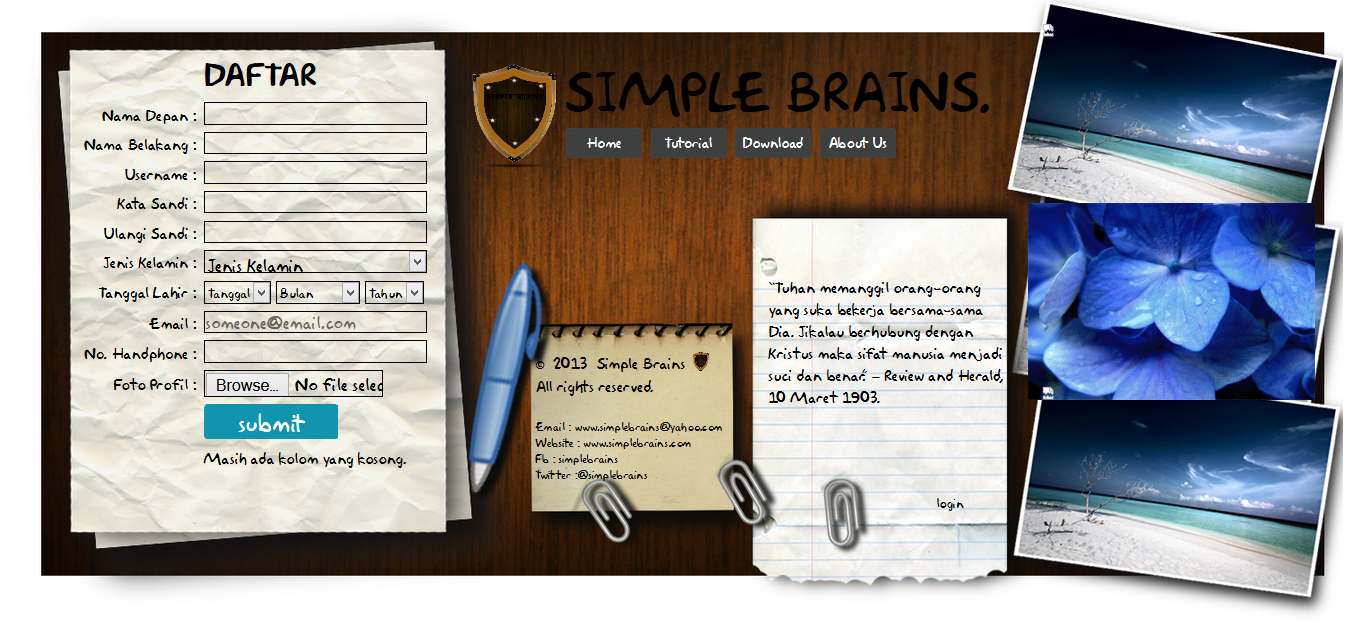 DAFTAR
Nama Depan :
Nama Belakang :
Username :
Kata Sandi :
Ulangi Sandi :
Jenis Kelamin : Jenis Kelamin
Tanggal Lahir : Tanggal Bulan Tahun
Email : someone@email.com
No. Handphone :
Foto Profil : Browse... No file selec
submit
Masih ada kolom yang kosong.
SIMPLE BRAINS.
Home Tutorial Download About Us
© 2013 Simple Brains
All rights reserved.
Email : www.simplebrains@yahoo.com
Website : www.simplebrains.com
Fb : simplebrains
Twitter :@simplebrains
"Tuhan memanggil orang-orang
yang suka bekerja bersama-sama
Dia. Jikalau berhubung dengan
Kristus maka sifat manusia menjadi
suci dan benar." – Review and Herald,
10 Maret 1903.
login